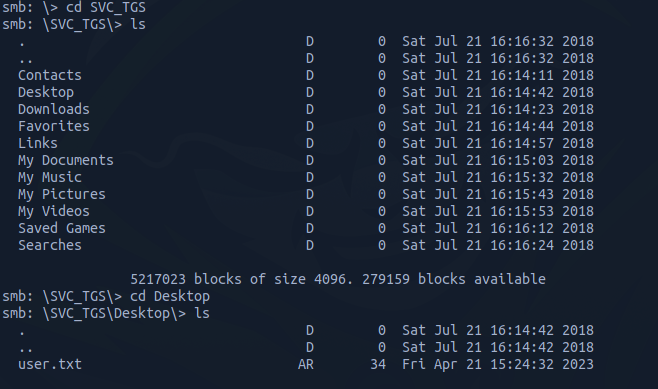 smb: \> cd SVC_TGS
smb: \SVC_TGS\> ls
  .                                   D        0  Sat Jul 21 16:16:32 2018
  ..                                  D        0  Sat Jul 21 16:16:32 2018
  Contacts                            D        0  Sat Jul 21 16:14:11 2018
  Desktop                             D        0  Sat Jul 21 16:14:42 2018
  Downloads                           D        0  Sat Jul 21 16:14:23 2018
  Favorites                           D        0  Sat Jul 21 16:14:44 2018
  Links                               D        0  Sat Jul 21 16:14:57 2018
  My Documents                        D        0  Sat Jul 21 16:15:03 2018
  My Music                            D        0  Sat Jul 21 16:15:32 2018
  My Pictures                         D        0  Sat Jul 21 16:15:43 2018
  My Videos                           D        0  Sat Jul 21 16:15:53 2018
  Saved Games                         D        0  Sat Jul 21 16:16:12 2018
  Searches                            D        0  Sat Jul 21 16:16:24 2018
                5217023 blocks of size 4096. 279159 blocks available
smb: \SVC_TGS\> cd Desktop
smb: \SVC_TGS\Desktop\> ls
  .                                   D        0  Sat Jul 21 16:14:42 2018
  ..                                  D        0  Sat Jul 21 16:14:42 2018
  user.txt                           AR       34  Fri Apr 21 15:24:32 2023